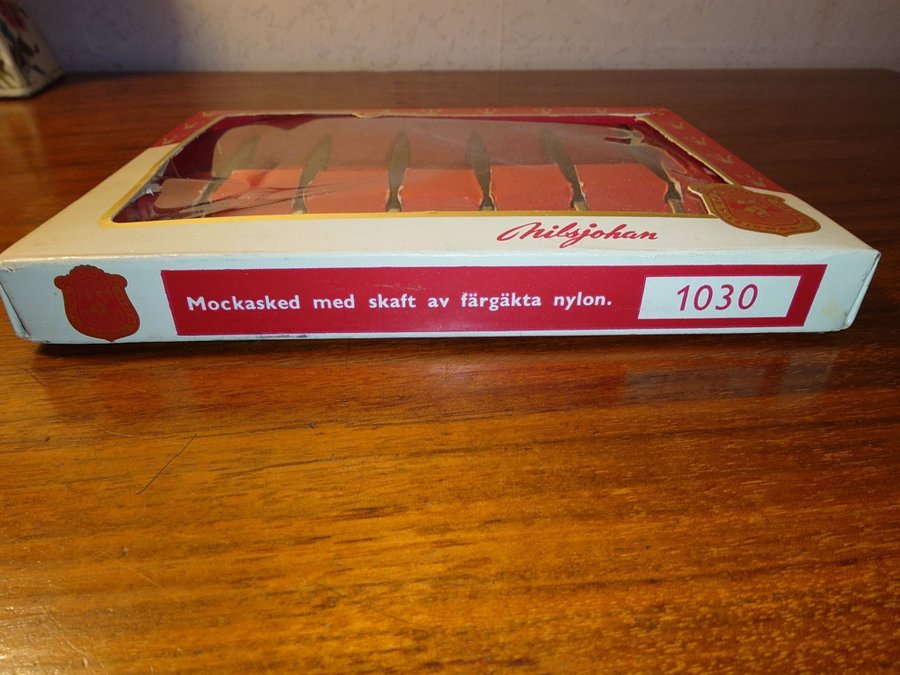 Nilsjohan
Mockasked med skaft av färgäkta nylon.
1030